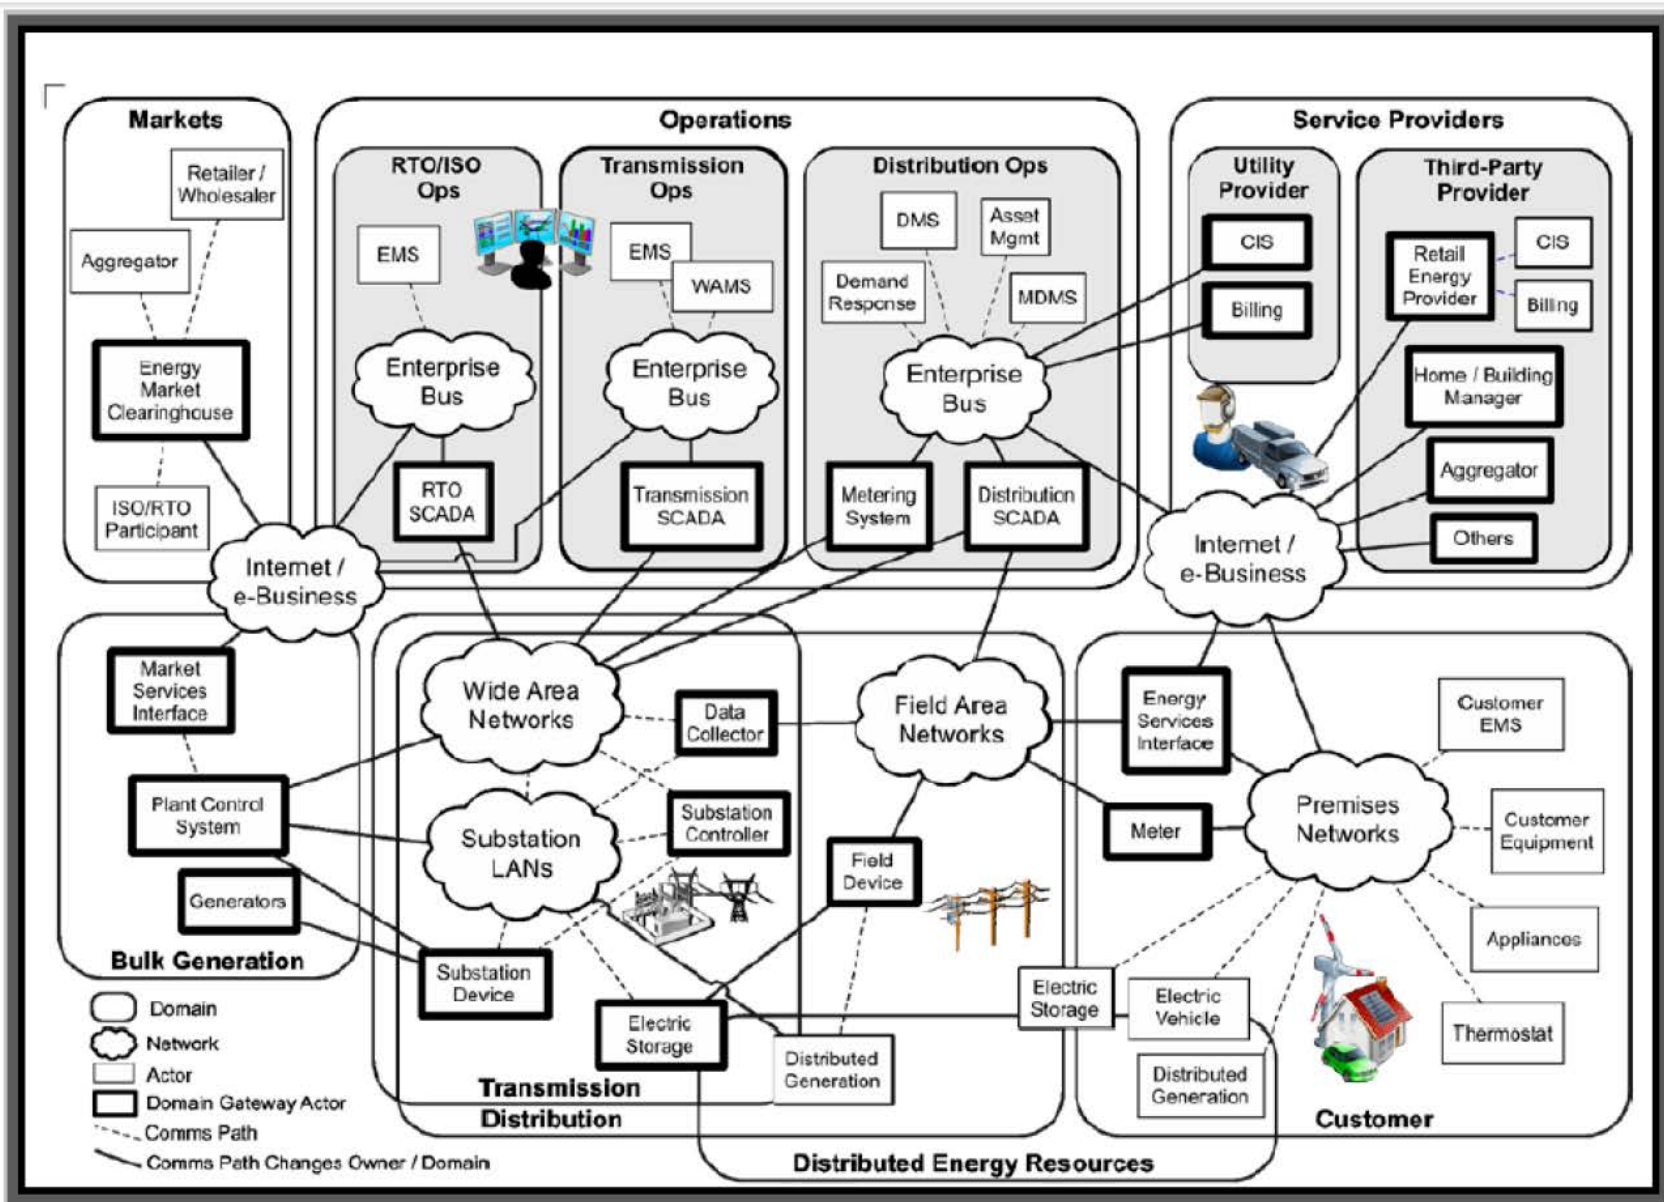 Markets
Retailer /
Wholesaler
Aggregator
Energy
Market
Clearinghouse
ISO/RTO
Participant
Internet /
e-Business
Operations
RTO/ISO
Ops
EMS
Enterprise
Bus
RTO
SCADA
Transmission
Ops
EMS
WAMS
Enterprise
Bus
Transmission
SCADA
Distribution Ops
DMS
Asset
Mgmt
Demand
Response
MDMS
Enterprise
Bus
Metering
System
Distribution
SCADA
Service Providers
Utility
Provider
CIS
Billing
Third-Party
Provider
Retail
Energy
Provider
CIS
Billing
Home / Building
Manager
Aggregator
Others
Internet /
e-Business
Market
Services
Interface
Plant Control
System
Generators
Bulk Generation
Wide Area
Networks
Data
Collector
Substation
LANs
Substation
Controller
Substation
Device
Electric
Storage
Transmission
Distribution
Field Area
Networks
Field
Device
Distributed
Generation
Distributed Energy Resources
Energy
Services
Interface
Meter
Premises
Networks
Customer
EMS
Customer
Equipment
Appliances
Thermostat
Electric
Storage
Electric
Vehicle
Distributed
Generation
Customer
Domain
Network
Actor
Domain Gateway Actor
Comms Path
Comms Path Changes Owner / Domain